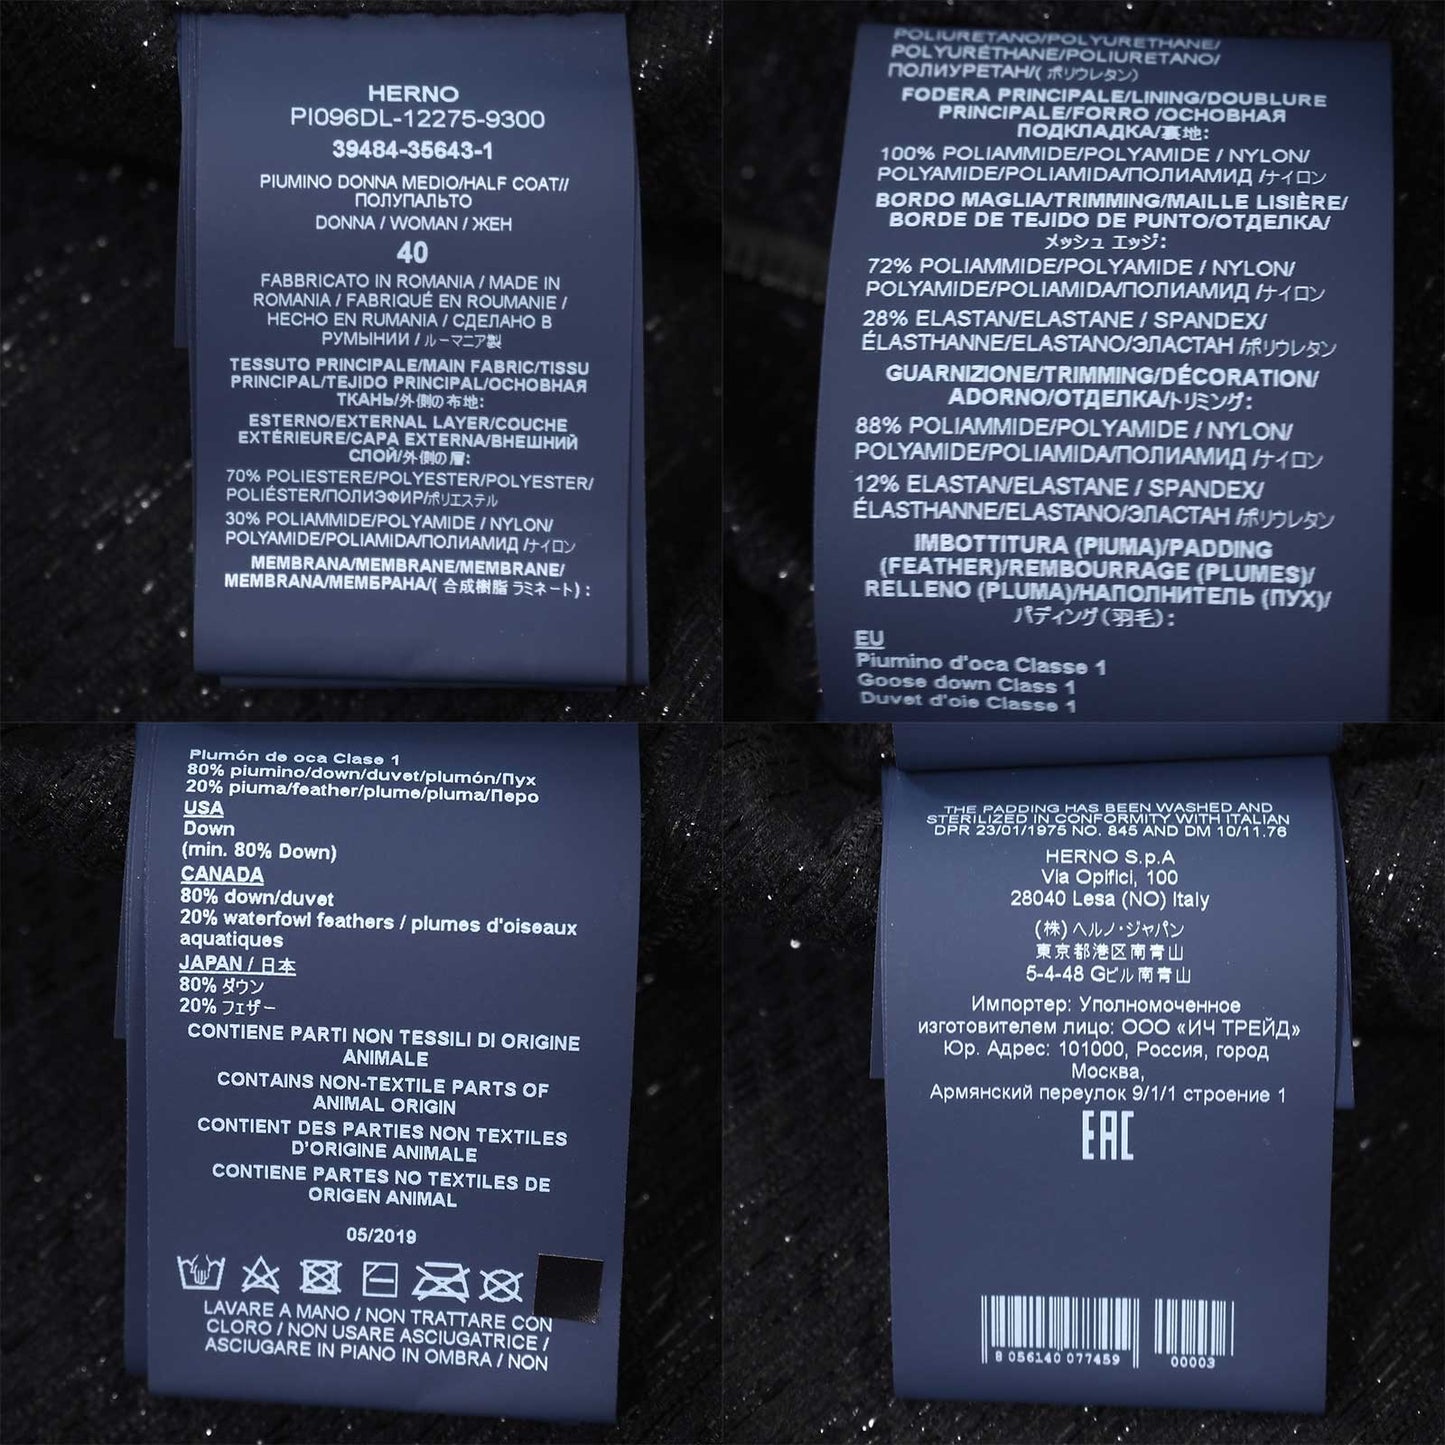 HERNO
PI096DL-12275-9300
39484-35643-1
PIUMINO DONNA MEDIO/HALF COAT//
ПОЛУПАЛЬТО
DONNA / WOMAN / ЖЕН
40
FABBRICATO IN ROMANIA / MADE IN
ROMANIA / FABRIQUÉ EN ROUMANIE /
HECHO EN RUMANIA / СДЕЛАНО В
РУМЫНИИ / ルーマニア製
TESSUTO PRINCIPALE/MAIN FABRIC/TISSU
PRINCIPAL/TEJIDO PRINCIPAL/ОСНОВНАЯ
ТКАНЬ/外側の布地:
ESTERNO/EXTERNAL LAYER/COUCHE
EXTÉRIEURE/CAPA EXTERNA/ВНЕШНИЙ
СЛОЙ/外側の層:
70% POLIESTERE/POLYESTER/POLYESTER/
POLIÉSTER/ПОЛИЭФИР/ポリエステル
30% POLIAMMIDE/POLYAMIDE / NYLON/
POLYAMIDE/POLIAMIDA/ПОЛИАМИД /ナイロン
MEMBRANA/MEMBRANE/MEMBRANE/
MEMBRANA/МЕМБРАНА/( 合成樹脂 ラミネート) :
POLIURETANO/POLYURETHANE/
POLYURÉTHANE/POLIURETANO/
ПОЛИУРЕТАН/( ポリウレタン)
FODERA PRINCIPALE/LINING/DOUBLURE
PRINCIPALE/FORRO /ОСНОВНАЯ
ПОДКЛАДКА/裏地:
100% POLIAMMIDE/POLYAMIDE / NYLON/
POLYAMIDE/POLIAMIDA/ПОЛИАМИД /ナイロン
BORDO MAGLIA/TRIMMING/MAILLE LISIÈRE/
BORDE DE TEJIDO DE PUNTO/ОТДЕЛКА/
メッシュ エッジ:
72% POLIAMMIDE/POLYAMIDE / NYLON/
POLYAMIDE/POLIAMIDA/ПОЛИАМИД /ナイロン
28% ELASTAN/ELASTANE / SPANDEX/
ÉLASTHANNE/ELASTANO/ЭЛАСТАН /ポリウレタン
GUARNIZIONE/TRIMMING/DÉCORATION/
ADORNO/ОТДЕЛКА/トリミング:
88% POLIAMMIDE/POLYAMIDE / NYLON/
POLYAMIDE/POLIAMIDA/ПОЛИАМИД /ナイロン
12% ELASTAN/ELASTANE / SPANDEX/
ÉLASTHANNE/ELASTANO/ЭЛАСТАН /ポリウレタン
IMBOTTITURA (PIUMA)/PADDING
(FEATHER)/REMBOURRAGE (PLUMES)/
RELLENO (PLUMA)/НАПОЛНИТЕЛЬ (ПУХ)/
パディング(羽毛):
EU
Piumino d'oca Classe 1
Goose down Class 1
Duvet d'oie Classe 1
Plumón de oca Clase 1
80% piumino/down/duvet/plumón/Пух
20% piuma/feather/plume/pluma/Перо
USA
Down
(min. 80% Down)
CANADA
80% down/duvet
20% waterfowl feathers / plumes d'oiseaux
aquatiques
JAPAN / 日本
80% ダウン
20% フェザー
CONTIENE PARTI NON TESSILI DI ORIGINE
ANIMALE
CONTAINS NON-TEXTILE PARTS OF
ANIMAL ORIGIN
CONTIENT DES PARTIES NON TEXTILES
D'ORIGINE ANIMALE
CONTIENE PARTES NO TEXTILES DE
ORIGEN ANIMAL
05/2019
LAVARE A MANO / NON TRATTARE CON
CLORO / NON USARE ASCIUGATRICE /
ASCIUGARE IN PIANO IN OMBRA / NON
THE PADDING HAS BEEN WASHED AND
STERILIZED IN CONFORMITY WITH ITALIAN
DPR 23/01/1975 NO. 845 AND DM 10/11.76
HERNO S.p.A
Via Opifici, 100
28040 Lesa (NO) Italy
(株) ヘルノ・ジャパン
東京都港区南青山
5-4-48 Gビル南青山
Импортер: Уполномоченное
изготовителем лицо: ООО «ИЧ ТРЕЙД»
Юр. Адрес: 101000, Россия, город
Москва,
Армянский переулок 9/1/1 строение 1
EAC
8 056140 077459
00003